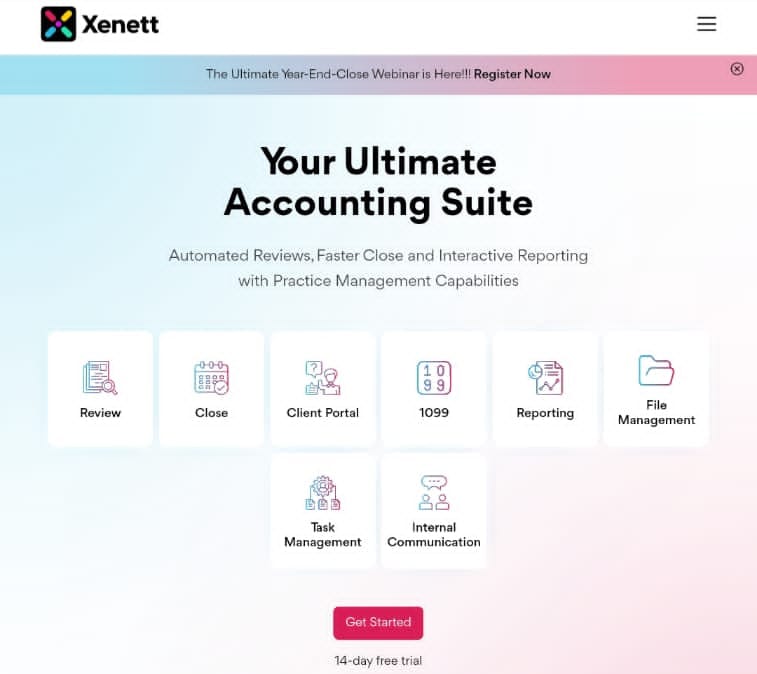 Xenett
The Ultimate Year-End-Close Webinar is Here!!! Register Now
Your Ultimate
Accounting Suite
Automated Reviews, Faster Close and Interactive Reporting
with Practice Management Capabilities
Review
Close
?
Client Portal
10
99
1099
Reporting
File
Management
Task
Management
Internal
Communication
Get Started
14-day free trial